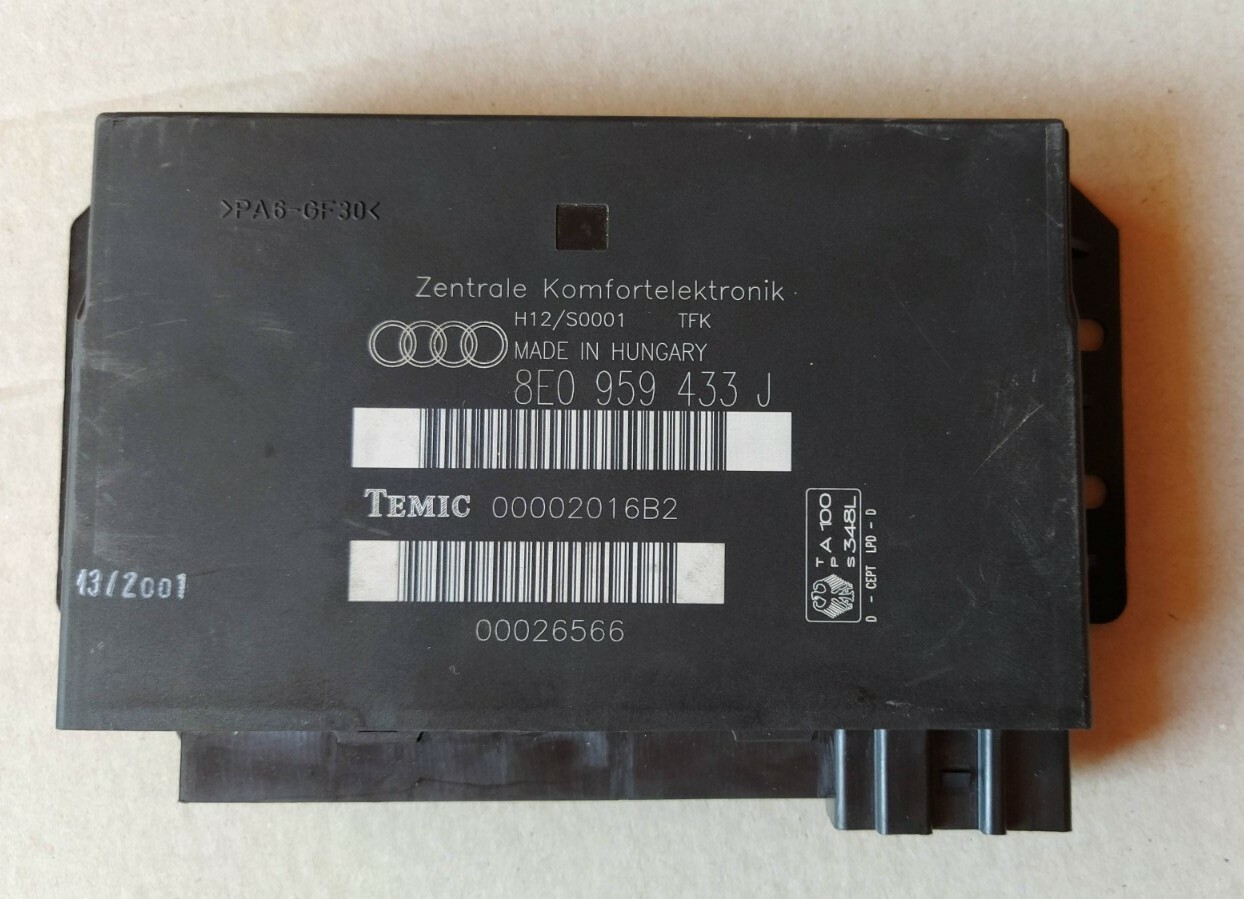 >PA6-GF30<
Zentrale Komfortelektronik
H12/S0001 TFK
MADE IN HUNGARY
8E0 959 433 J
TEMIC 00002016B2
13/2001
00026566
TA 100
PS348L
D - CEPT LPD - D